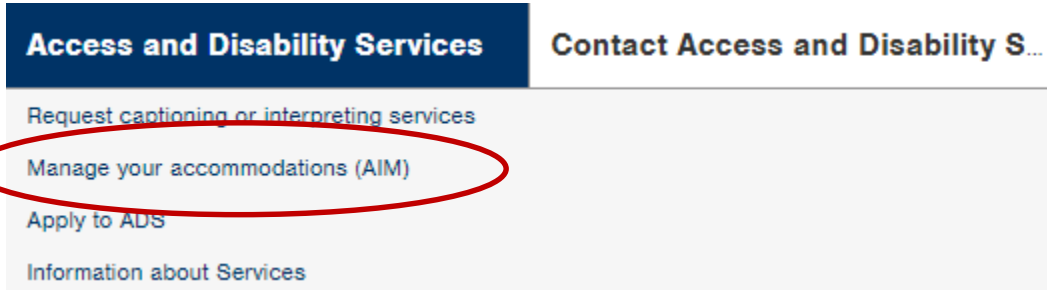 Access and Disability Services
Contact Access and Disability S...
Request captioning or interpreting services
Manage your accommodations (AIM)
Apply to ADS
Information about Services